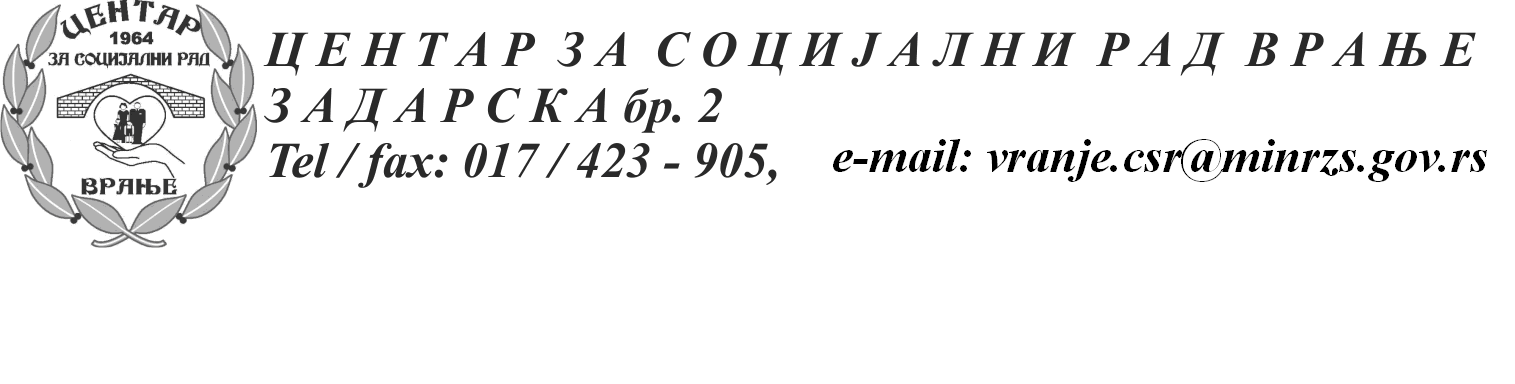 ЦЕНТАР
1964
ЗА СОЦИЈАЛНИ РАД
ВРАЊЕ
Ц Е Н Т А Р З А С О Ц И Ј А Л Н И Р А Д В Р А Њ Е
З А Д А Р С К А бр. 2
Tel / fax: 017 / 423 - 905, e-mail: vranje.csr@minrzs.gov.rs